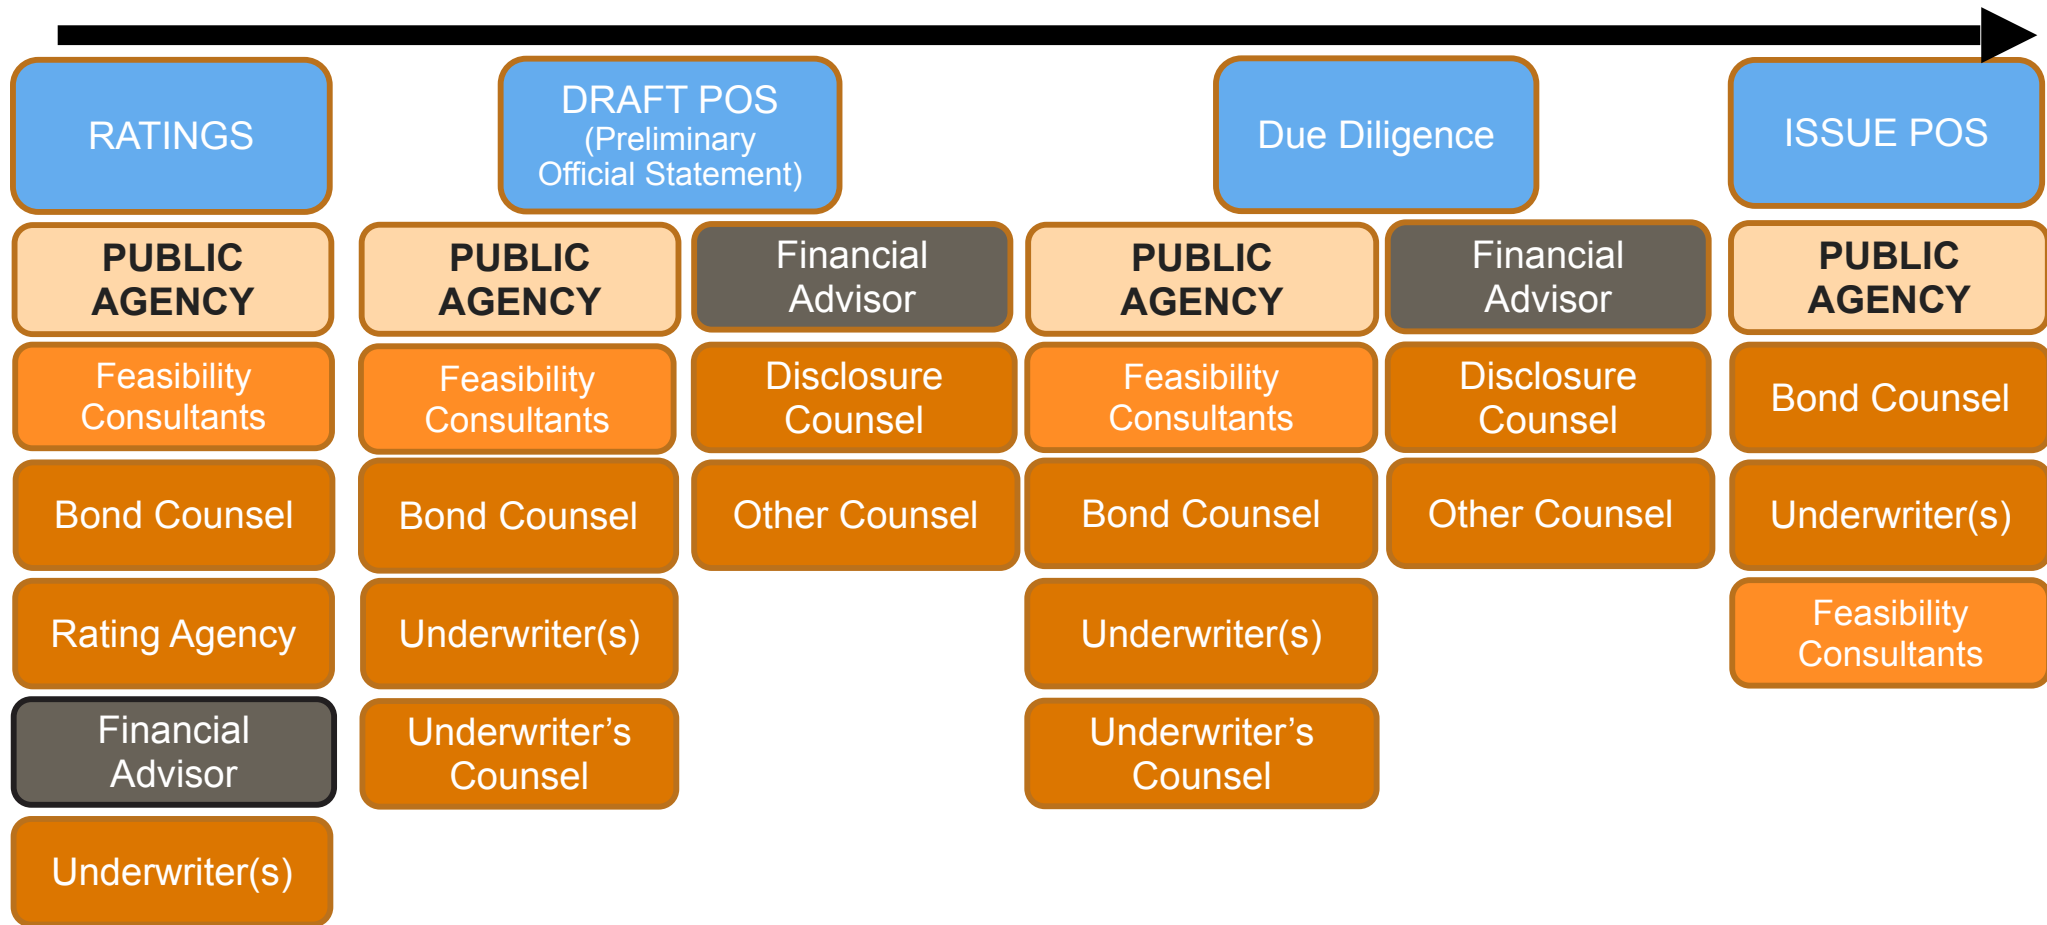 RATINGS
DRAFT POS
(Preliminary
Official Statement)
Due Diligence
ISSUE POS
PUBLIC
AGENCY
Feasibility
Consultants
Bond Counsel
Rating Agency
Financial
Advisor
Underwriter(s)
PUBLIC
AGENCY
Feasibility
Consultants
Bond Counsel
Underwriter(s)
Underwriter’s
Counsel
Financial
Advisor
Disclosure
Counsel
Other Counsel
PUBLIC
AGENCY
Feasibility
Consultants
Bond Counsel
Underwriter(s)
Underwriter’s
Counsel
Financial
Advisor
Disclosure
Counsel
Other Counsel
PUBLIC
AGENCY
Bond Counsel
Underwriter(s)
Feasibility
Consultants